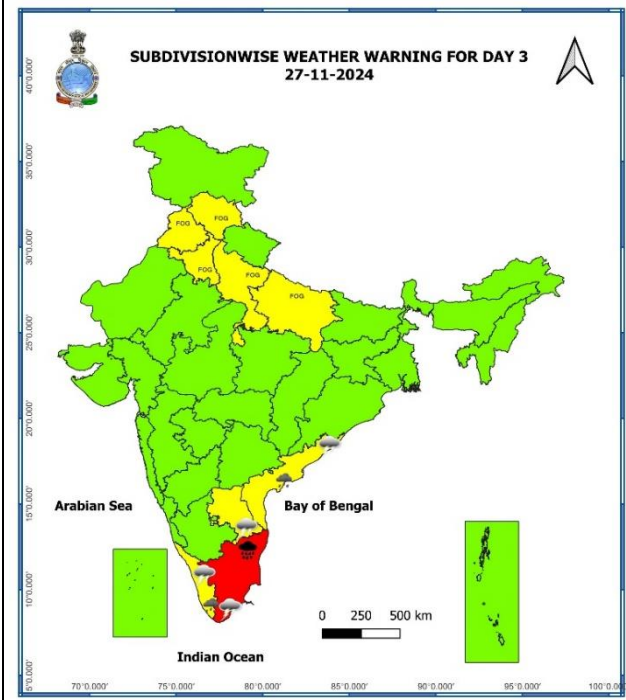 SUBDIVISIONWISE WEATHER WARNING FOR DAY 3
27-11-2024
40°0.000'
35°0.000'
30°0.000'
25°0.000'
20°0.000'
15°0.000'
10°0.000'
5°0.000'
FOG
FOG
FOG
FOG
FOG
Arabian Sea
Bay of Bengal
0 250 500 km
Indian Ocean
70°0.000' 75°0.000' 80°0.000' 85°0.000' 90°0.000' 95°0.000' 100°0.000'